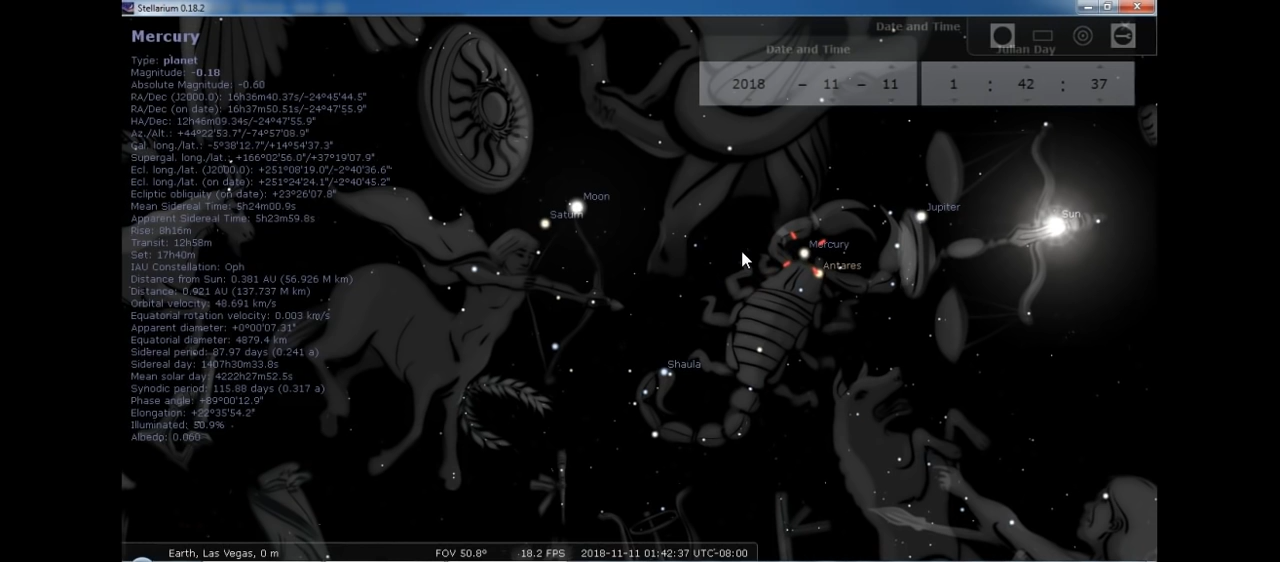 Stellarium 0.18.2
Mercury
Type: planet
Magnitude: -0.18
Absolute Magnitude: -0.60
RA/Dec (J2000.0): 16h36m40.37s/-24°45'44.5"
RA/Dec (on date): 16h37m50.51s/-24°47'55.9"
HA/Dec: 12h46m09.34s/-24°47'55.9"
Az./Alt.: +44°22'53.7"/-74°57'08.9"
Gal. long./lat.: -5°38'12.7"/+14°54'37.3"
Supergal. long./lat.: +166°02'56.0"/+37°19'07.9"
Ecl. long./lat. (J2000.0): +251°08'19.0"/-2°40'36.6"
Ecl. long./lat. (on date): +251°24'24.1"/-2°40'45.2"
Ecliptic obliquity (on date): +23°26'07.8"
Mean Sidereal Time: 5h24m00.9s
Apparent Sidereal Time: 5h23m59.8s
Rise: 8h16m
Transit: 12h58m
Set: 17h40m
IAU Constellation: Oph
Distance from Sun: 0.381 AU (56.926 M km)
Distance: 0.921 AU (137.737 M km)
Orbital velocity: 48.691 km/s
Equatorial rotation velocity: 0.003 km/s
Apparent diameter: +0°00'07.31"
Equatorial diameter: 4879.4 km
Sidereal period: 87.97 days (0.241 a)
Sidereal day: 1407h30m33.8s
Mean solar day: 4222h27m52.5s
Synodic period: 115.88 days (0.317 a)
Phase angle: +89°00'12.9"
Elongation: +22°35'54.2"
Illuminated: 50.9%
Albedo: 0.060
Date and Time
Date and Time
Julian Day
2018 - 11 - 11 1 : 42 : 37
Moon
Saturn
Jupiter
Sun
Mercury
Antares
Shaula
Earth, Las Vegas, 0 m FOV 50.8° 18.2 FPS 2018-11-11 01:42:37 UTC-08:00